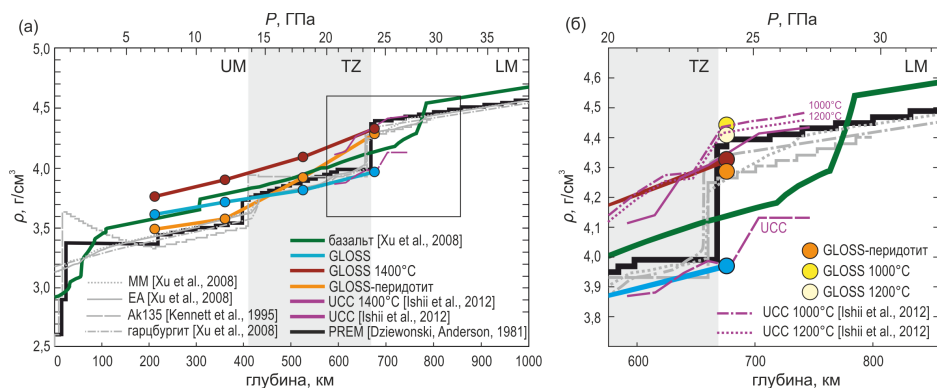 (а)
P, ГПа
0 5 10 15 20 25 30 35
UM TZ LM
5,0
4,5
4,0
3,5
3,0
2,5
ρ, г/см³
базальт [Xu et al., 2008]
GLOSS
GLOSS 1400°C
GLOSS-перидотит
UCC 1400°C [Ishii et al., 2012]
UCC [Ishii et al., 2012]
PREM [Dziewonski, Anderson, 1981]
MM [Xu et al., 2008]
EA [Xu et al., 2008]
Ak135 [Kennett et al., 1995]
гарцбургит [Xu et al., 2008]
0 100 200 300 400 500 600 700 800 900 1000
глубина, км
(б)
P, ГПа
20 22 24 26 28 30
TZ LM
4,6
4,5
4,4
4,3
4,2
4,1
4,0
3,9
3,8
ρ, г/см³
1000°C
1200°C
UCC
GLOSS-перидотит
GLOSS 1000°C
GLOSS 1200°C
UCC 1000°C [Ishii et al., 2012]
UCC 1200°C [Ishii et al., 2012]
600 700 800
глубина, км